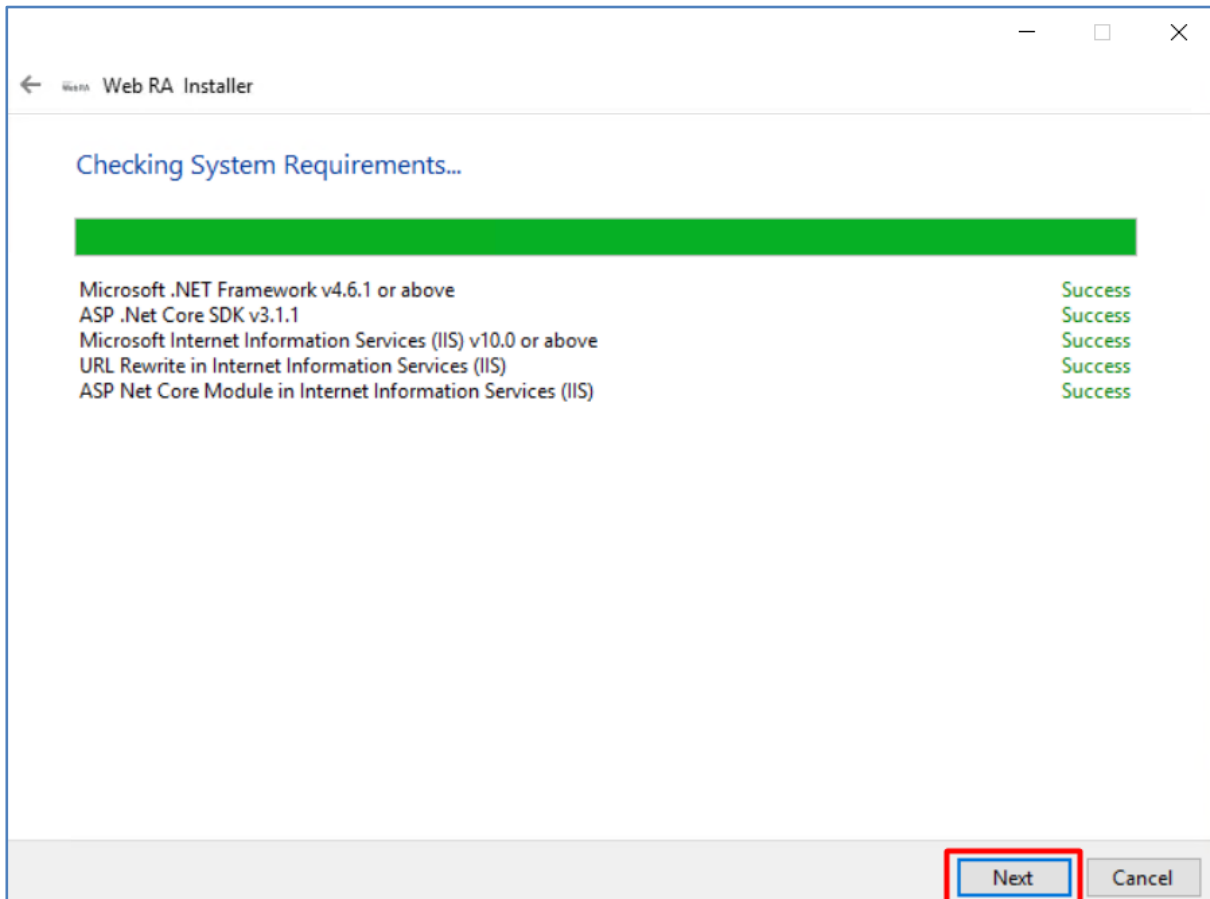 Web RA Installer
Checking System Requirements...
Microsoft .NET Framework v4.6.1 or above Success
ASP .Net Core SDK v3.1.1 Success
Microsoft Internet Information Services (IIS) v10.0 or above Success
URL Rewrite in Internet Information Services (IIS) Success
ASP Net Core Module in Internet Information Services (IIS) Success
Next Cancel